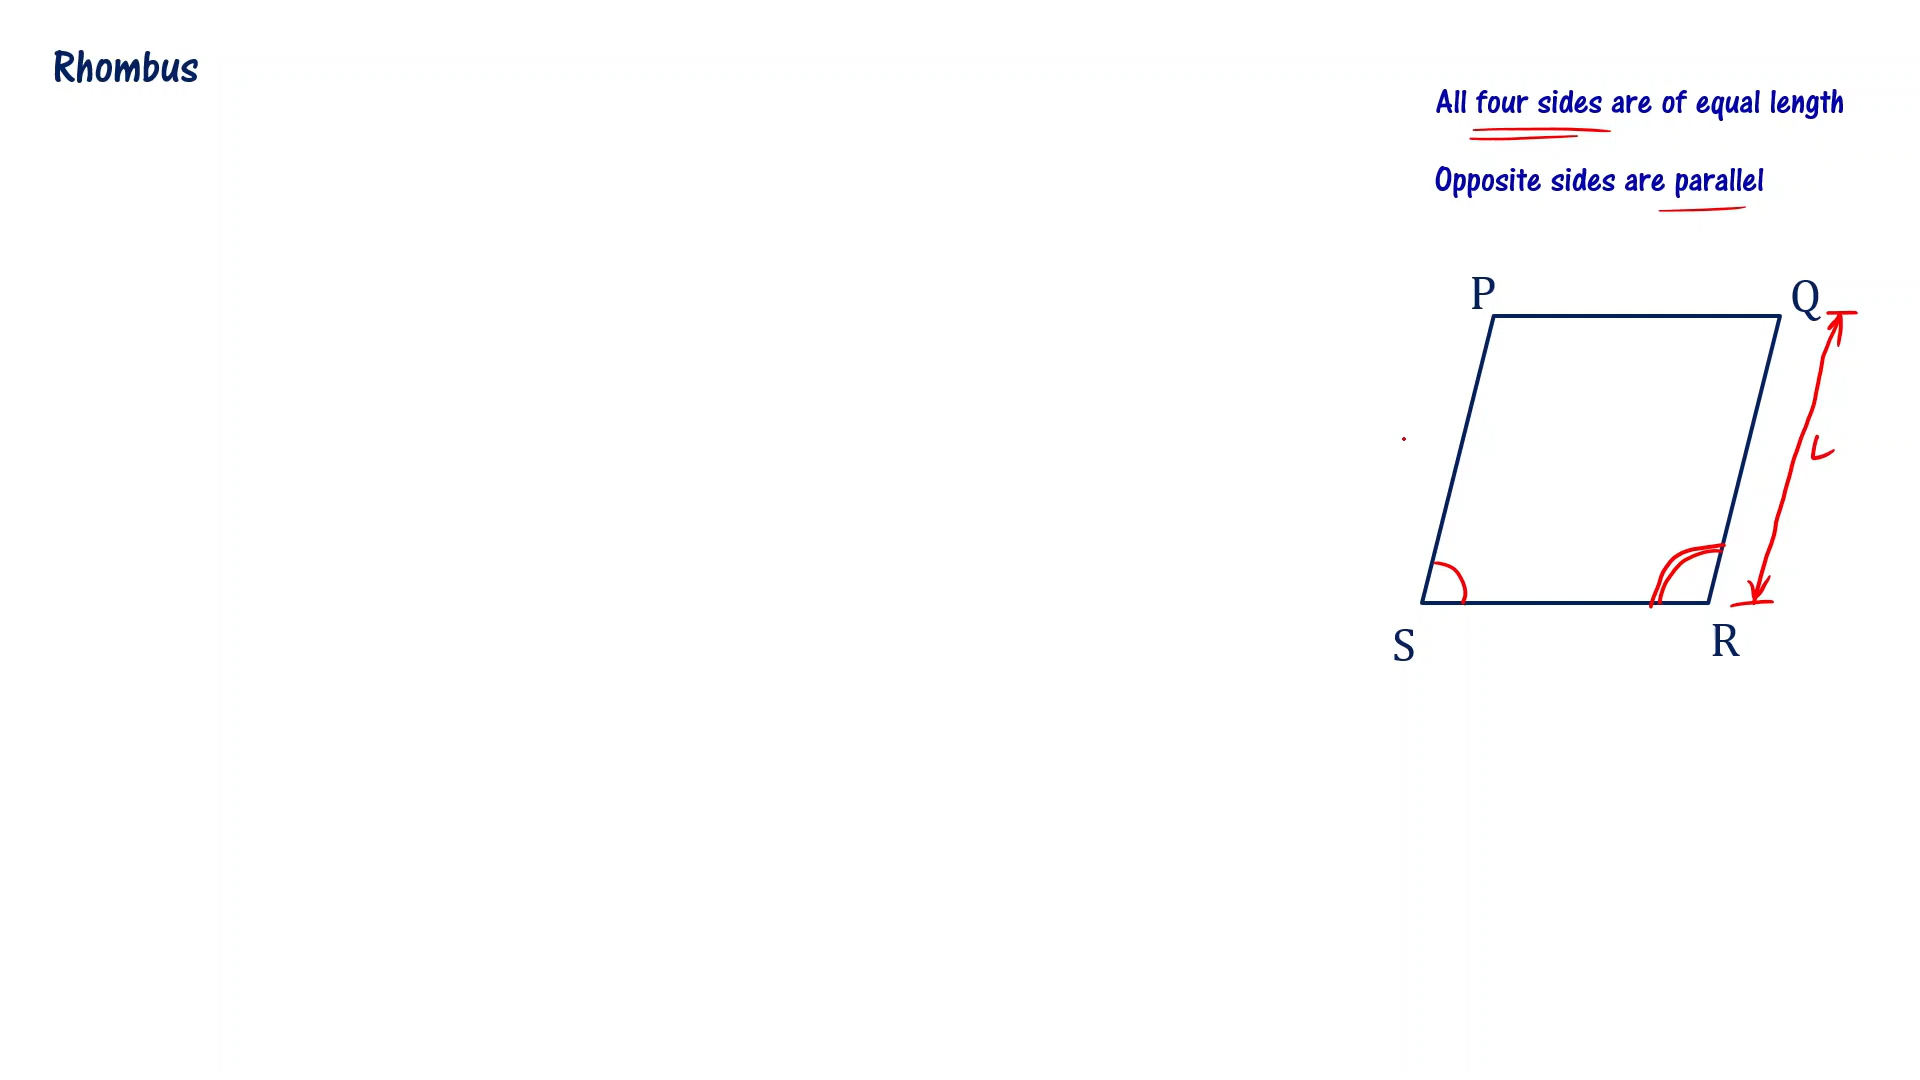 Rhombus
All four sides are of equal length
Opposite sides are parallel
P
Q
L
S
R